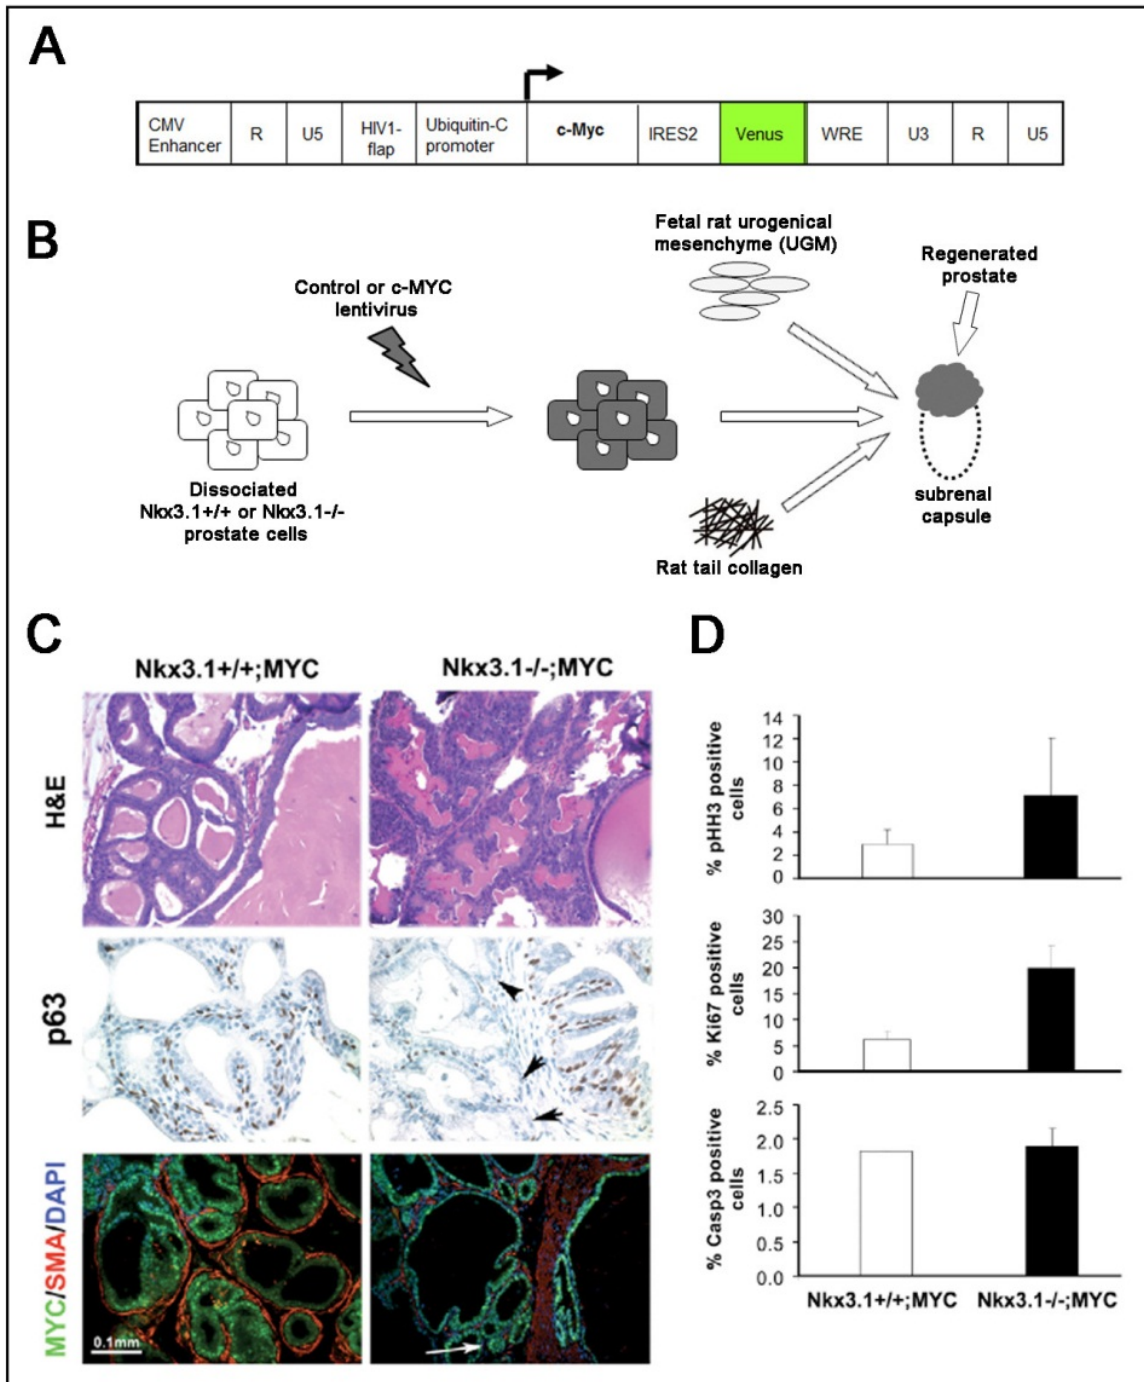 A
CMV
Enhancer
R
U5
HIV1-
flap
Ubiquitin-C
promoter
c-Myc
IRES2
Venus
WRE
U3
R
U5
B
Control or c-MYC
lentivirus
Fetal rat urogenical
mesenchyme (UGM)
Regenerated
prostate
Dissociated
Nkx3.1+/+ or Nkx3.1-/-
prostate cells
Rat tail collagen
subrenal
capsule
C
Nkx3.1+/+;MYC
Nkx3.1-/-;MYC
H&E
p63
MYC/SMA/DAPI
0.1mm
D
% pHH3 positive
cells
14
12
10
8
6
4
2
0
% Ki67 positive
cells
30
25
20
15
10
5
0
% Casp3 positive
cells
2.5
2.0
1.5
1.0
0.5
0.0
Nkx3.1+/+;MYC
Nkx3.1-/-;MYC